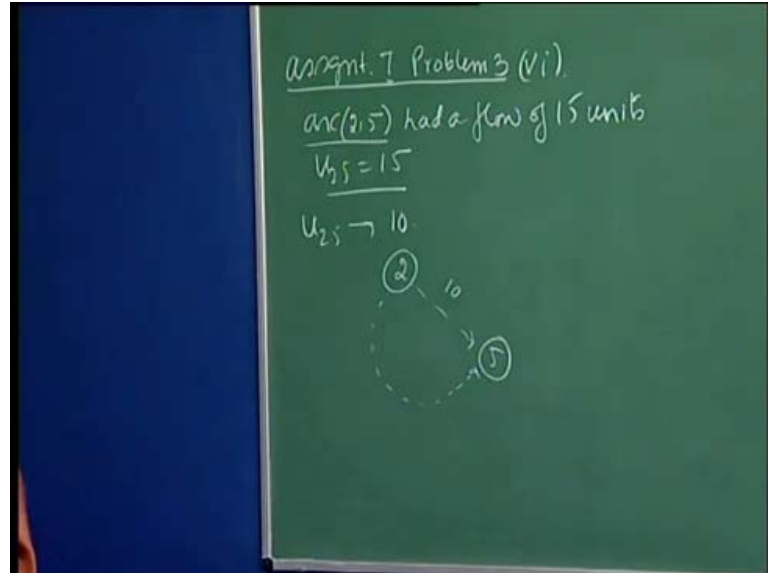 assgnt. 7 Problem 3 (vi).
arc(2,5) had a flow of 15 units
u25 = 15
u25 → 10.
2
10
5